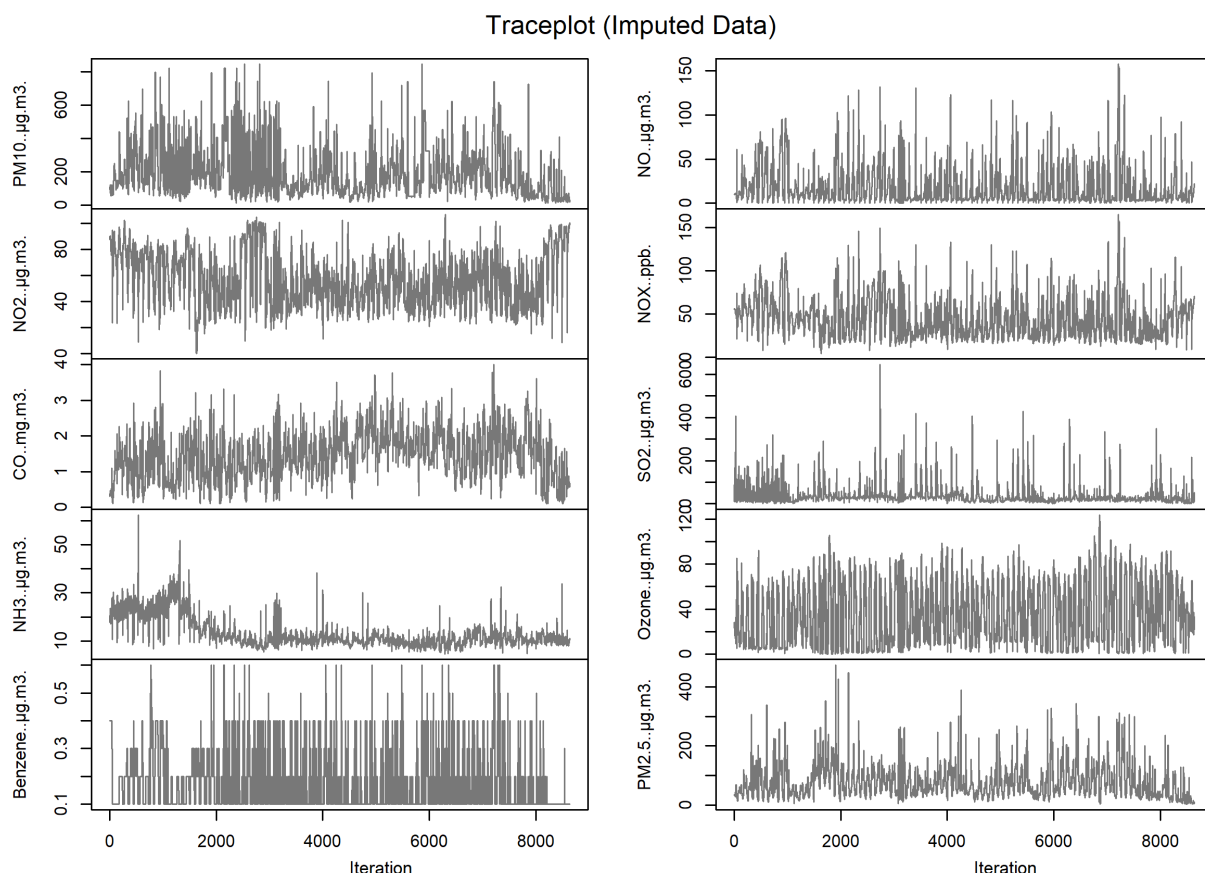 Traceplot (Imputed Data)
PM10..µg.m3.
0 200 600
NO2..µg.m3.
0 40 80
CO..mg.m3.
0 1 2 3 4
NH3..µg.m3.
10 30 50
Benzene..µg.m3.
0.1 0.3 0.5
0 2000 4000 6000 8000
Iteration
NO..µg.m3.
0 50 100 150
NOX..ppb.
0 50 100 150
SO2..µg.m3.
0 200 400 600
Ozone..µg.m3.
0 40 80 120
PM2.5..µg.m3.
0 200 400
0 2000 4000 6000 8000
Iteration